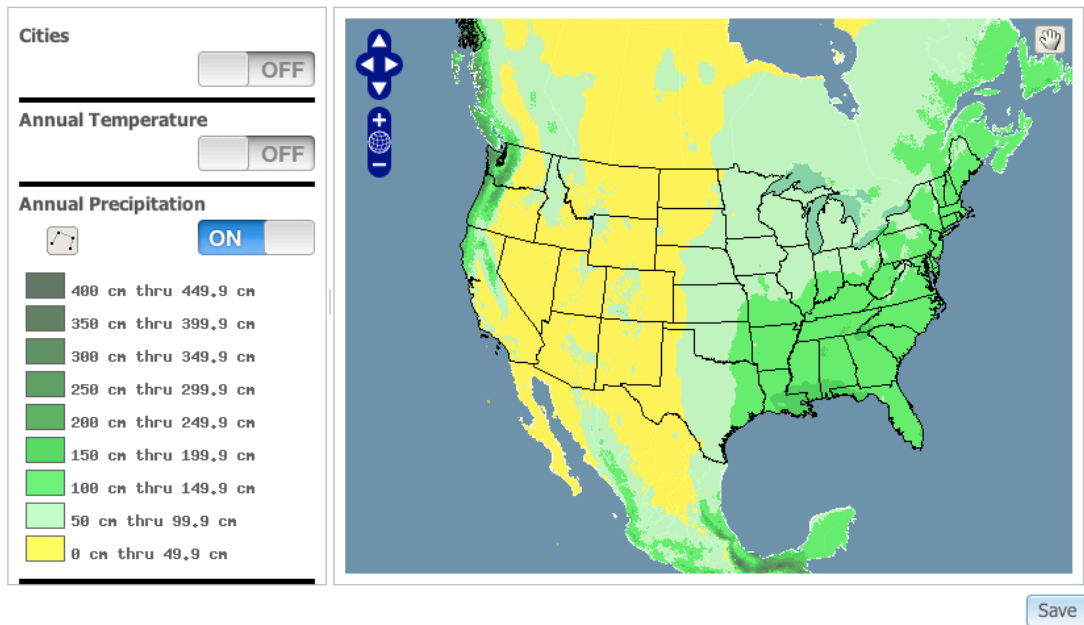 Cities
OFF
Annual Temperature
OFF
Annual Precipitation
ON
400 cm thru 449.9 cm
350 cm thru 399.9 cm
300 cm thru 349.9 cm
250 cm thru 299.9 cm
200 cm thru 249.9 cm
150 cm thru 199.9 cm
100 cm thru 149.9 cm
50 cm thru 99.9 cm
0 cm thru 49.9 cm
Save